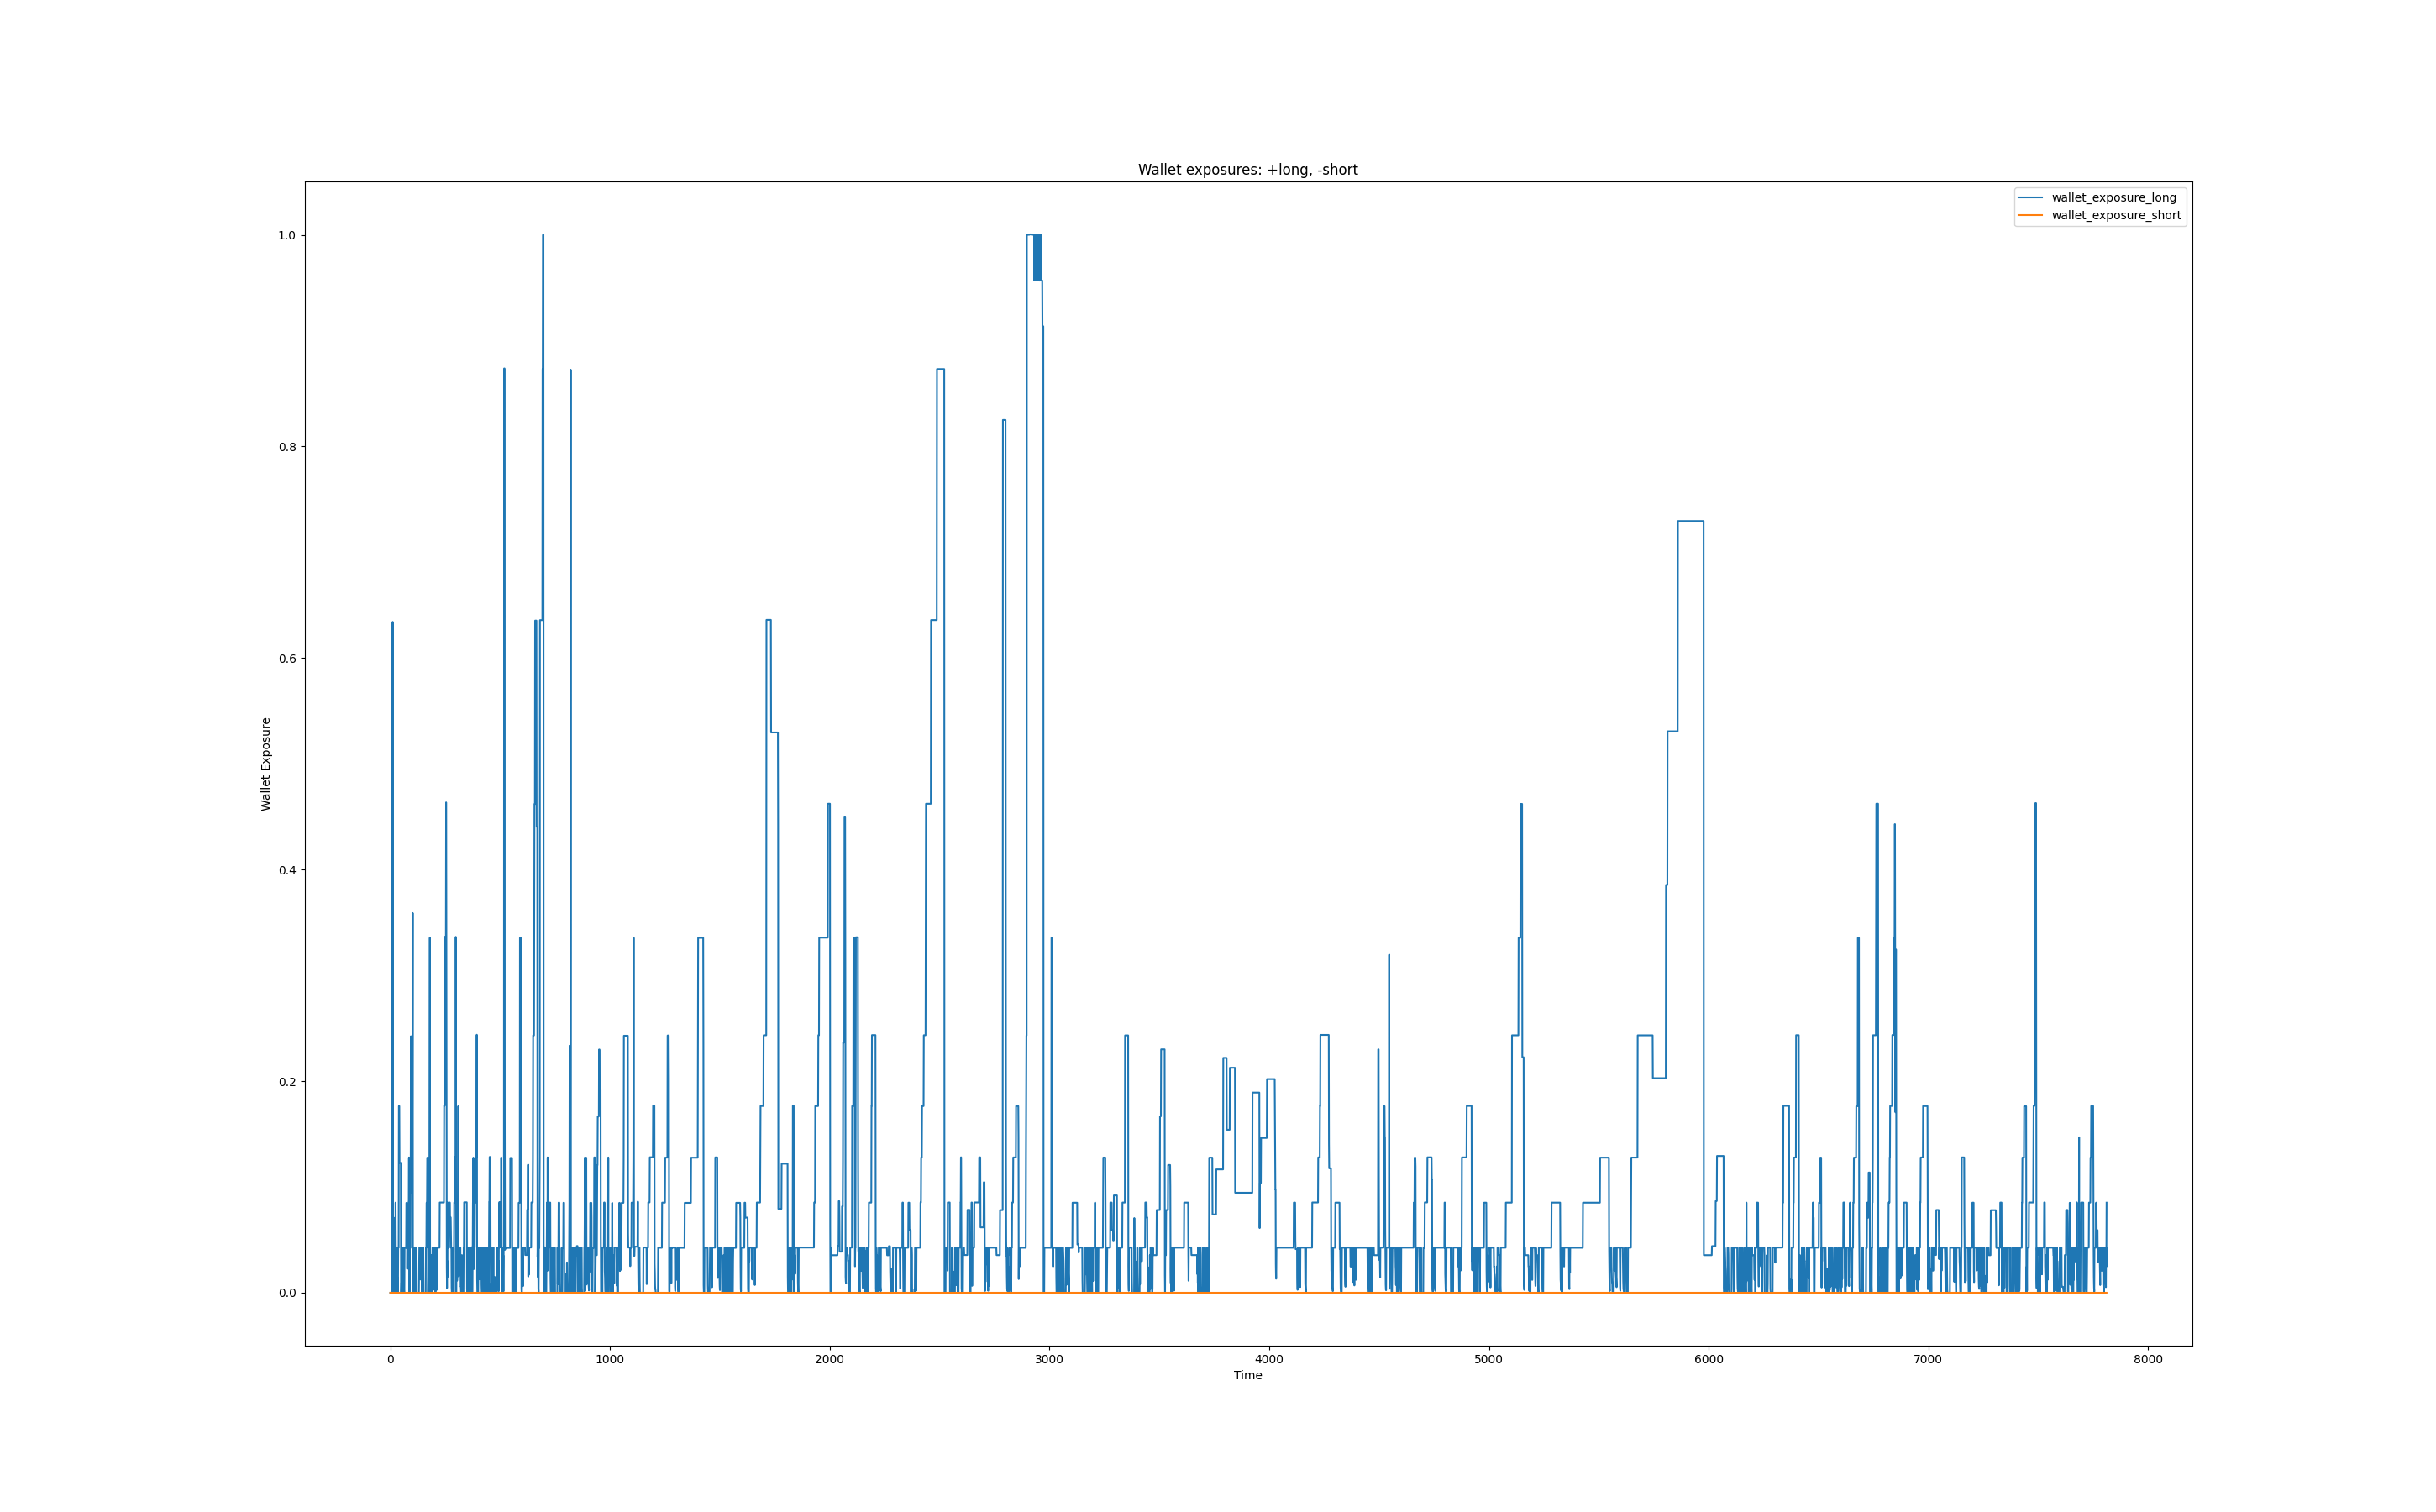 Wallet exposures: +long, -short
wallet_exposure_long
wallet_exposure_short
1.0
0.8
0.6
0.4
0.2
0.0
Wallet Exposure
0 1000 2000 3000 4000 5000 6000 7000 8000
Time